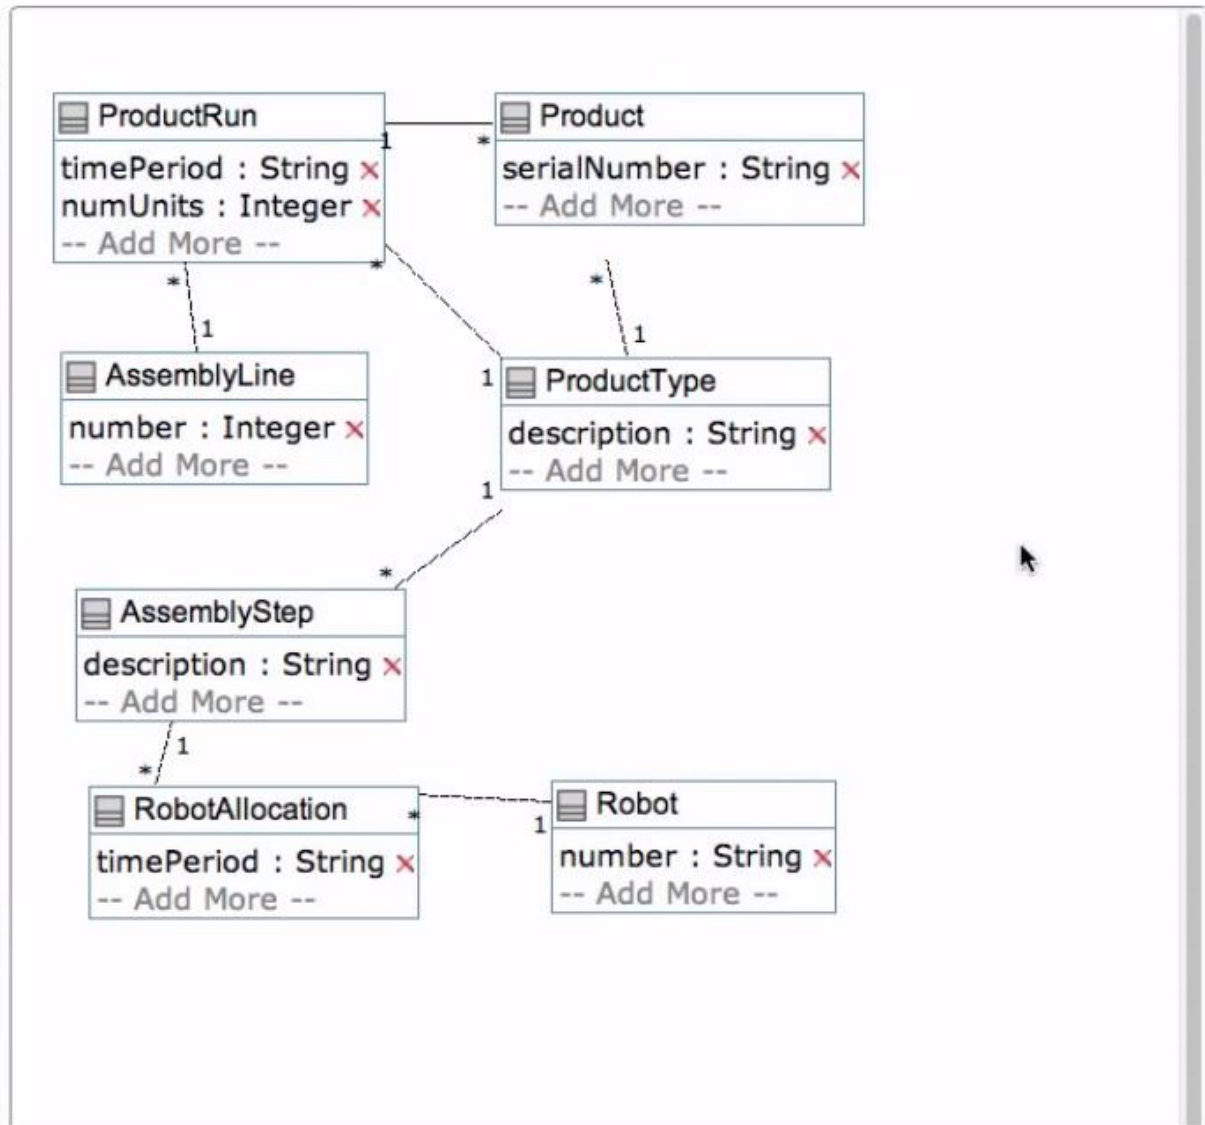 ProductRun
timePeriod : String ×
numUnits : Integer ×
-- Add More --
1
*
Product
serialNumber : String ×
-- Add More --
*
1
*
1
*
1
AssemblyLine
number : Integer ×
-- Add More --
ProductType
description : String ×
-- Add More --
1
*
AssemblyStep
description : String ×
-- Add More --
1
*
RobotAllocation
timePeriod : String ×
-- Add More --
*
1
Robot
number : String ×
-- Add More --